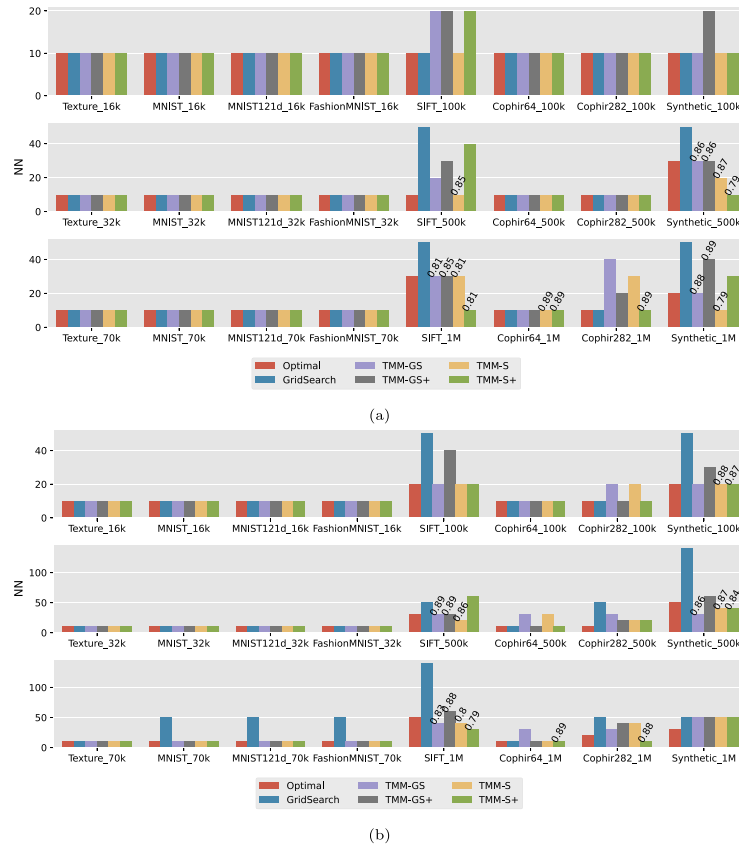 20
10
0
Texture_16k MNIST_16k MNIST121d_16k FashionMNIST_16k SIFT_100k Cophir64_100k Cophir282_100k Synthetic_100k
NN
40
20
0
0.85 0.86 0.86 0.87 0.79
Texture_32k MNIST_32k MNIST121d_32k FashionMNIST_32k SIFT_500k Cophir64_500k Cophir282_500k Synthetic_500k
40
20
0
0.81 0.85 0.81 0.81 0.89 0.89 0.89 0.88 0.89 0.79
Texture_70k MNIST_70k MNIST121d_70k FashionMNIST_70k SIFT_1M Cophir64_1M Cophir282_1M Synthetic_1M
Optimal TMM-GS TMM-S
GridSearch TMM-GS+ TMM-S+
(a)
40
20
0
0.88 0.87
Texture_16k MNIST_16k MNIST121d_16k FashionMNIST_16k SIFT_100k Cophir64_100k Cophir282_100k Synthetic_100k
NN
100
50
0
0.89 0.89 0.86 0.86 0.87 0.84
Texture_32k MNIST_32k MNIST121d_32k FashionMNIST_32k SIFT_500k Cophir64_500k Cophir282_500k Synthetic_500k
100
50
0
0.83 0.88 0.8 0.79 0.89 0.88
Texture_70k MNIST_70k MNIST121d_70k FashionMNIST_70k SIFT_1M Cophir64_1M Cophir282_1M Synthetic_1M
Optimal TMM-GS TMM-S
GridSearch TMM-GS+ TMM-S+
(b)